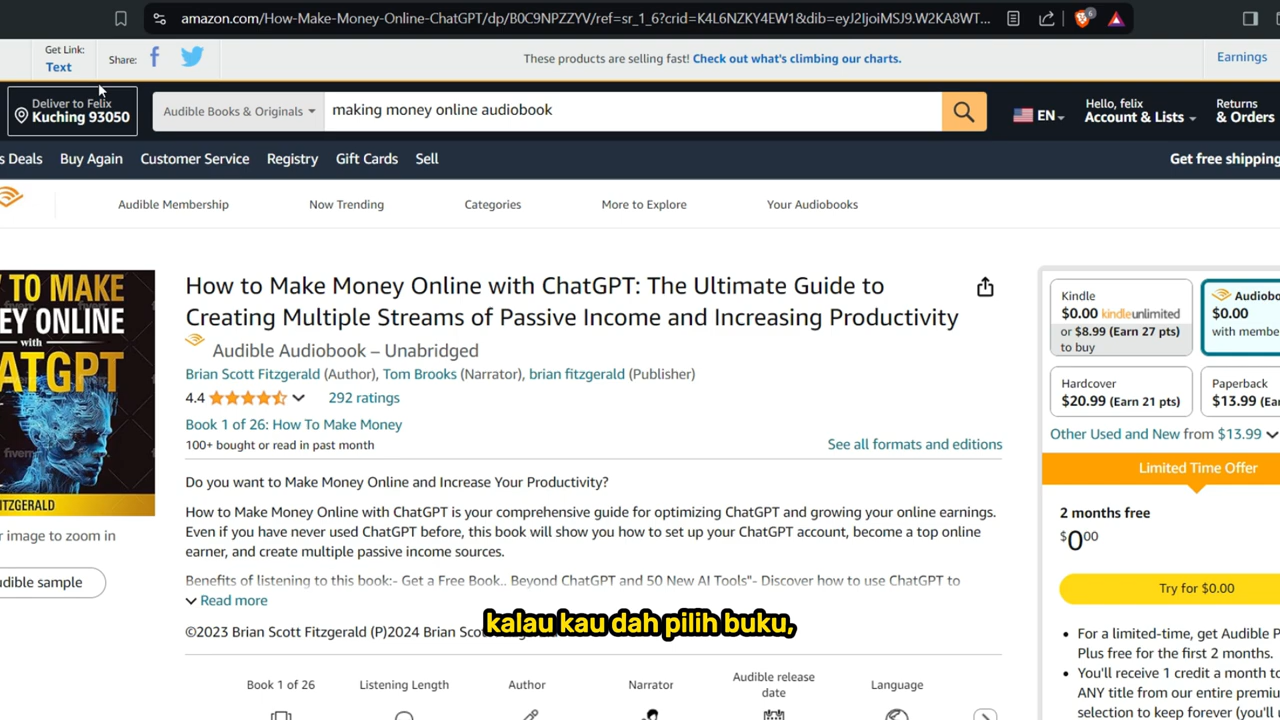 amazon.com/How-Make-Money-Online-ChatGPT/dp/B0C9NPZZYV/ref=sr_1_6?crid=K4L6NZKY4EW1&dib=eyJ2IjoiMSJ9.W2KA8WT...
6
Get Link:
Text
Share:
These products are selling fast! Check out what's climbing our charts.
Earnings
Deliver to Felix
Kuching 93050
Audible Books & Originals
making money online audiobook
EN
Hello, felix
Account & Lists
Returns
& Orders
s Deals
Buy Again
Customer Service
Registry
Gift Cards
Sell
Get free shipping
Audible Membership
Now Trending
Categories
More to Explore
Your Audiobooks
TO MAKE
EY ONLINE
with
ATGPT
fiverr
ITZGERALD
r image to zoom in
udible sample
How to Make Money Online with ChatGPT: The Ultimate Guide to
Creating Multiple Streams of Passive Income and Increasing Productivity
Audible Audiobook – Unabridged
Brian Scott Fitzgerald (Author), Tom Brooks (Narrator), brian fitzgerald (Publisher)
4.4
292 ratings
Book 1 of 26: How To Make Money
100+ bought or read in past month
See all formats and editions
Do you want to Make Money Online and Increase Your Productivity?
How to Make Money Online with ChatGPT is your comprehensive guide for optimizing ChatGPT and growing your online earnings.
Even if you have never used ChatGPT before, this book will show you how to set up your ChatGPT account, become a top online
earner, and create multiple passive income sources.
Benefits of listening to this book:- Get a Free Book.. Beyond ChatGPT and 50 New AI Tools"- Discover how to use ChatGPT to
Read more
kalau kau dah pilih buku,
©2023 Brian Scott Fitzgerald (P)2024 Brian Sco
Book 1 of 26
Listening Length
Author
Narrator
Audible release
date
Language
Kindle
$0.00 kindleunlimited
or $8.99 (Earn 27 pts)
to buy
Audiobo
$0.00
with membe
Hardcover
$20.99 (Earn 21 pts)
Paperback
$13.99 (Ear
Other Used and New from $13.99
Limited Time Offer
2 months free
$0.00
Try for $0.00
For a limited-time, get Audible P
Plus free for the first 2 months.
You'll receive 1 credit a month to
ANY title from our entire premiu
selection to keep forever (you'll